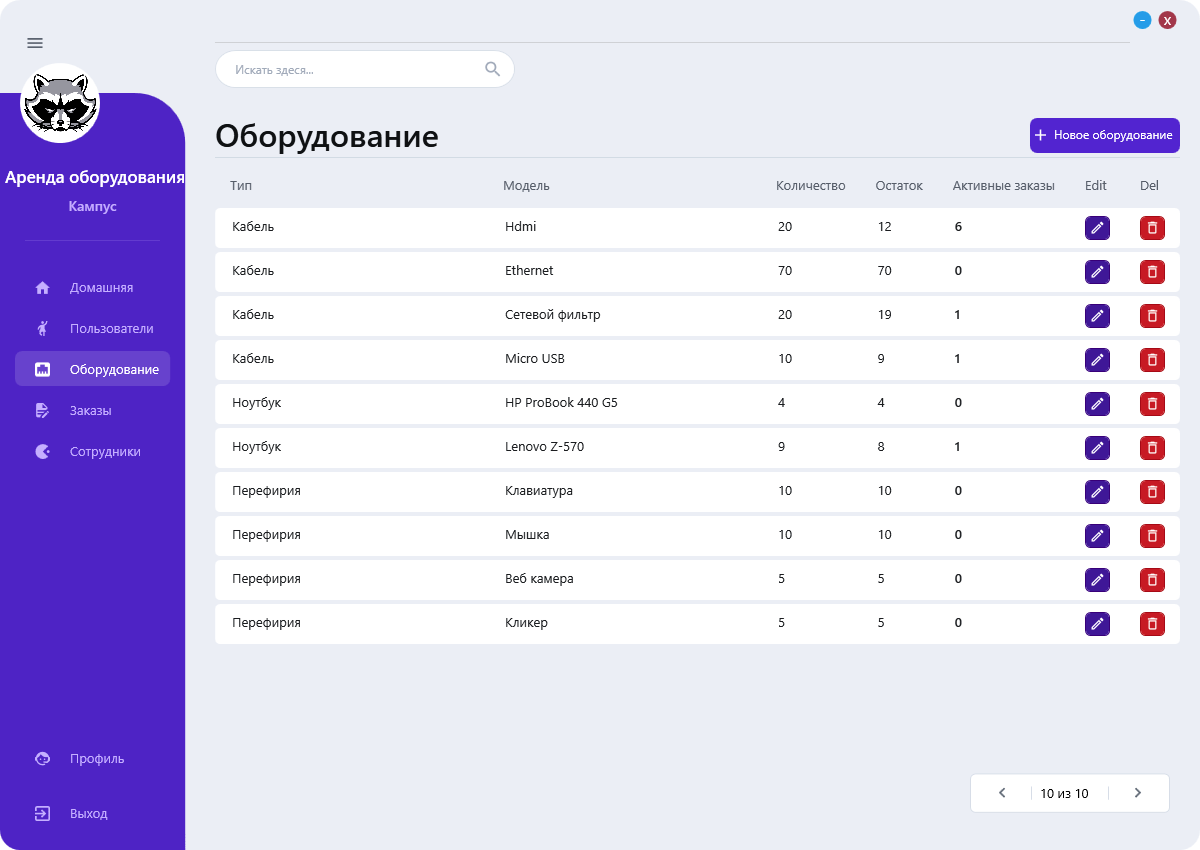 – X
Искать здеся...
Аренда оборудования
Кампус
Домашняя
Пользователи
Оборудование
Заказы
Сотрудники
Профиль
Выход
Оборудование
+ Новое оборудование
Тип Модель Количество Остаток Активные заказы Edit Del
Кабель Hdmi 20 12 6
Кабель Ethernet 70 70 0
Кабель Сетевой фильтр 20 19 1
Кабель Micro USB 10 9 1
Ноутбук HP ProBook 440 G5 4 4 0
Ноутбук Lenovo Z-570 9 8 1
Перефирия Клавиатура 10 10 0
Перефирия Мышка 10 10 0
Перефирия Веб камера 5 5 0
Перефирия Кликер 5 5 0
10 из 10